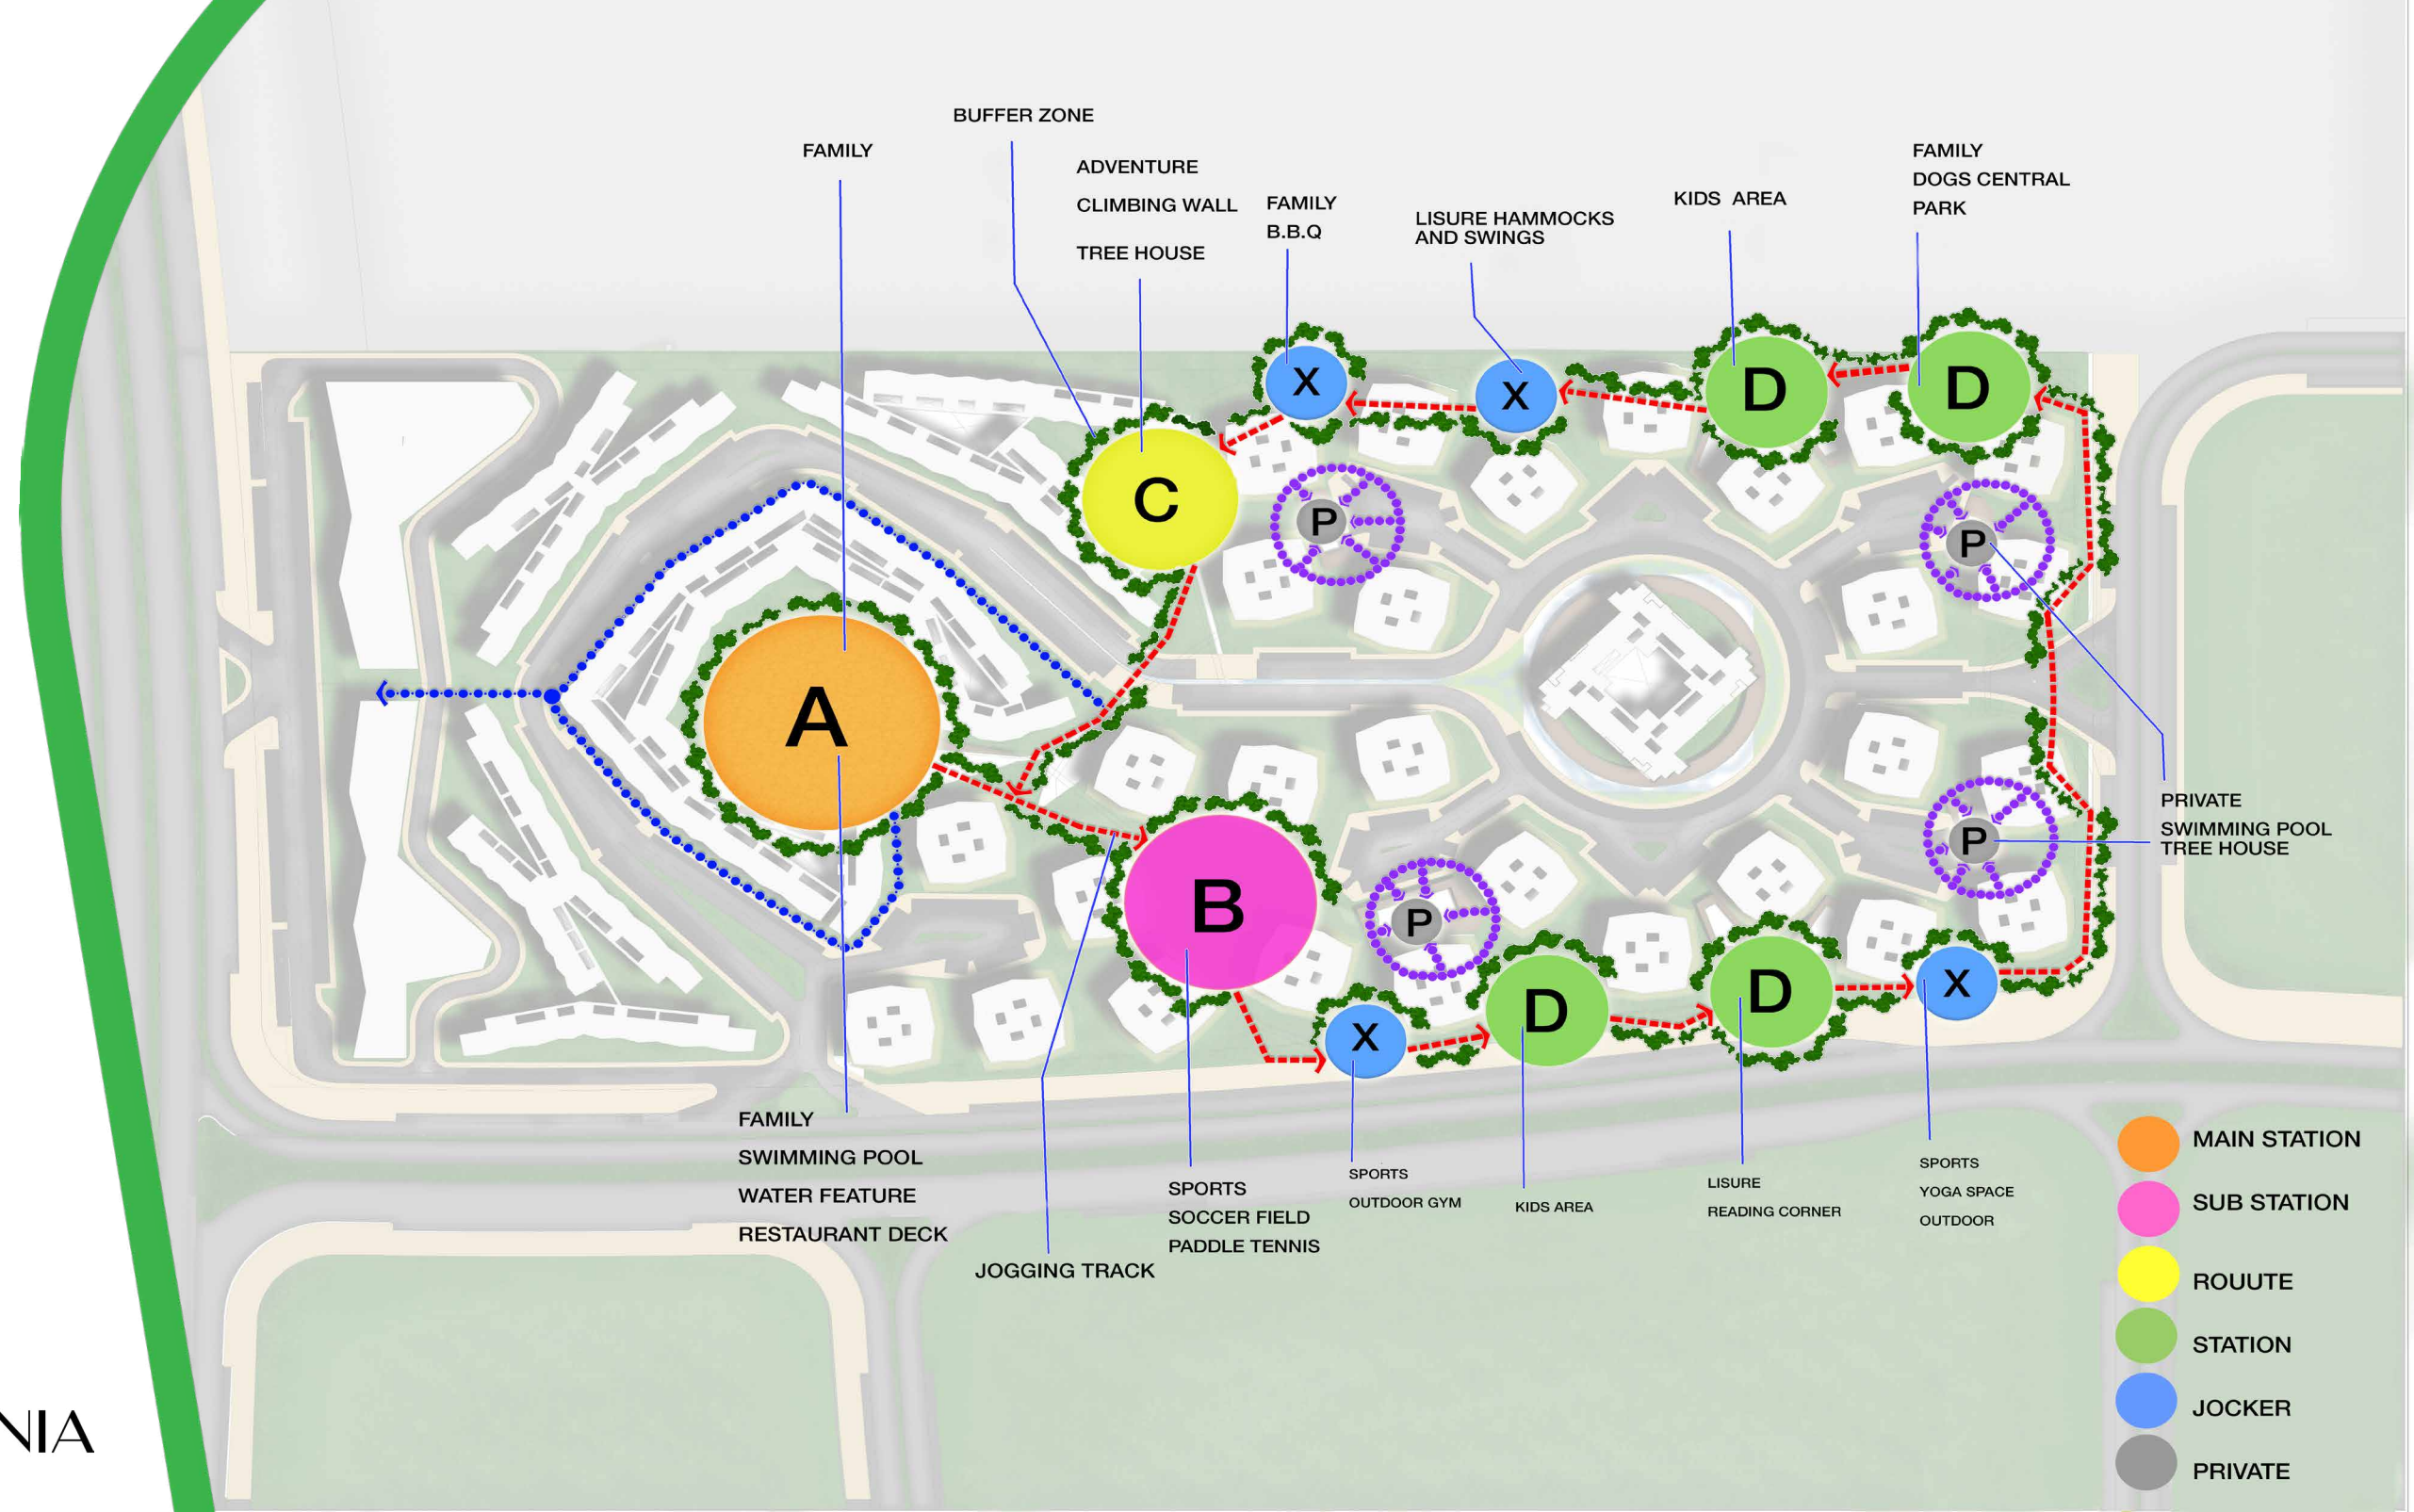 BUFFER ZONE
FAMILY
ADVENTURE
CLIMBING WALL
TREE HOUSE
FAMILY
B.B.Q
LISURE HAMMOCKS
AND SWINGS
KIDS AREA
FAMILY
DOGS CENTRAL
PARK
X
X
D
D
C
P
P
A
B
P
P
X
D
D
X
PRIVATE
SWIMMING POOL
TREE HOUSE
FAMILY
SWIMMING POOL
WATER FEATURE
RESTAURANT DECK
JOGGING TRACK
SPORTS
SOCCER FIELD
PADDLE TENNIS
SPORTS
OUTDOOR GYM
KIDS AREA
LISURE
READING CORNER
SPORTS
YOGA SPACE
OUTDOOR
MAIN STATION
SUB STATION
ROUUTE
STATION
JOCKER
PRIVATE
NIA